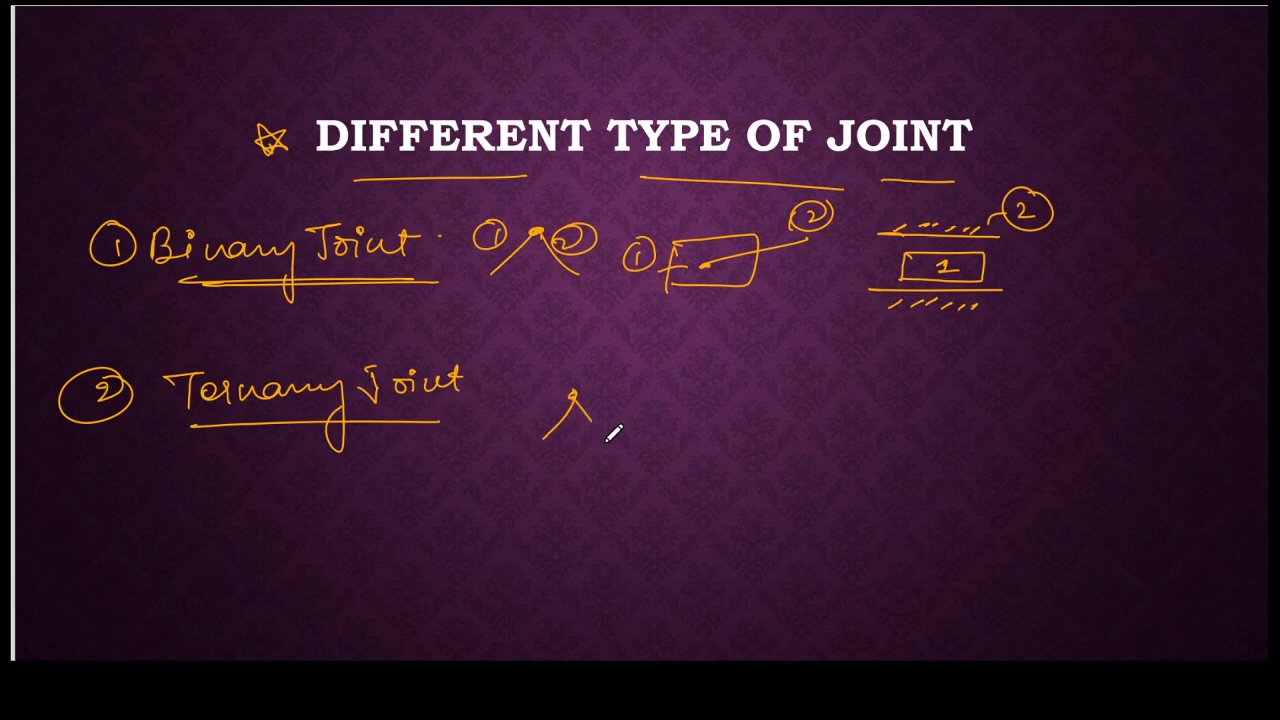 DIFFERENT TYPE OF JOINT
① Binary Joint. ① ② ① ② 1 ②
② Ternary Joint